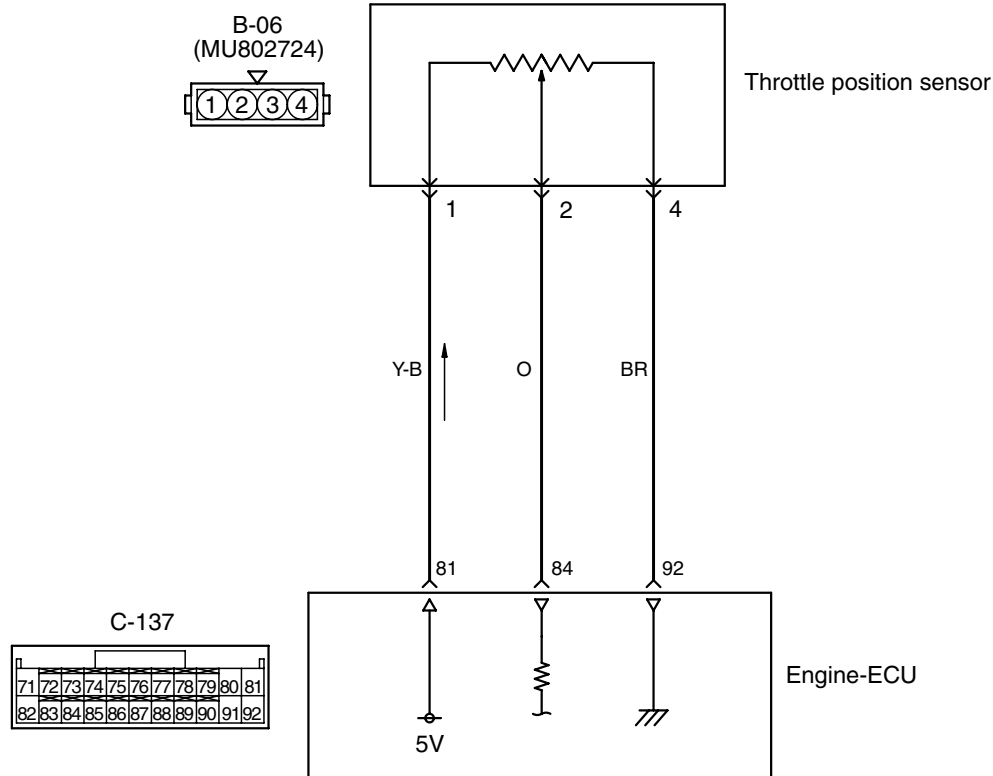 B-06
(MU802724)
1 2 3 4
Throttle position sensor
1 2 4
Y-B O BR
81 84 92
C-137
71 72 73 74 75 76 77 78 79 80 81
82 83 84 85 86 87 88 89 90 91 92
Engine-ECU
5V